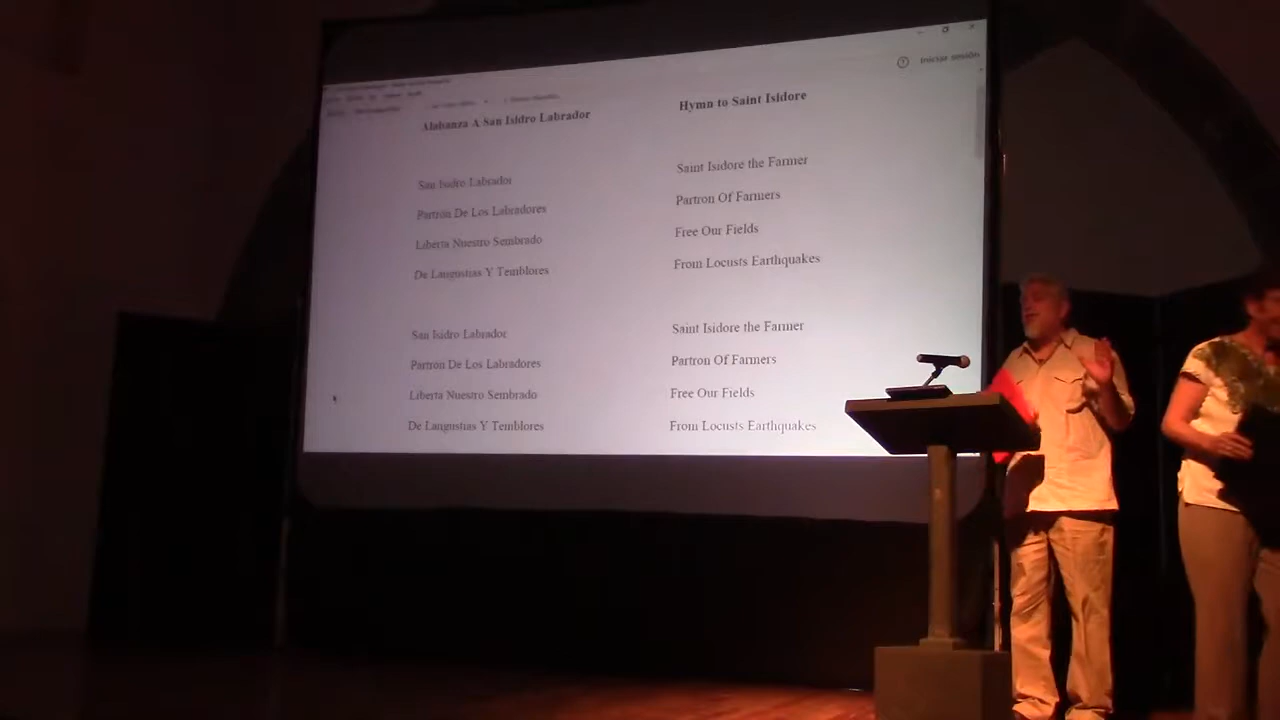 Iniciar sesión
Alabanza A San Isidro Labrador
San Isidro Labrador
Partron De Los Labradores
Liberta Nuestro Sembrado
De Langustias Y Temblores
San Isidro Labrador
Partron De Los Labradores
Liberta Nuestro Sembrado
De Langustias Y Temblores
Hymn to Saint Isidore
Saint Isidore the Farmer
Partron Of Farmers
Free Our Fields
From Locusts Earthquakes
Saint Isidore the Farmer
Partron Of Farmers
Free Our Fields
From Locusts Earthquakes